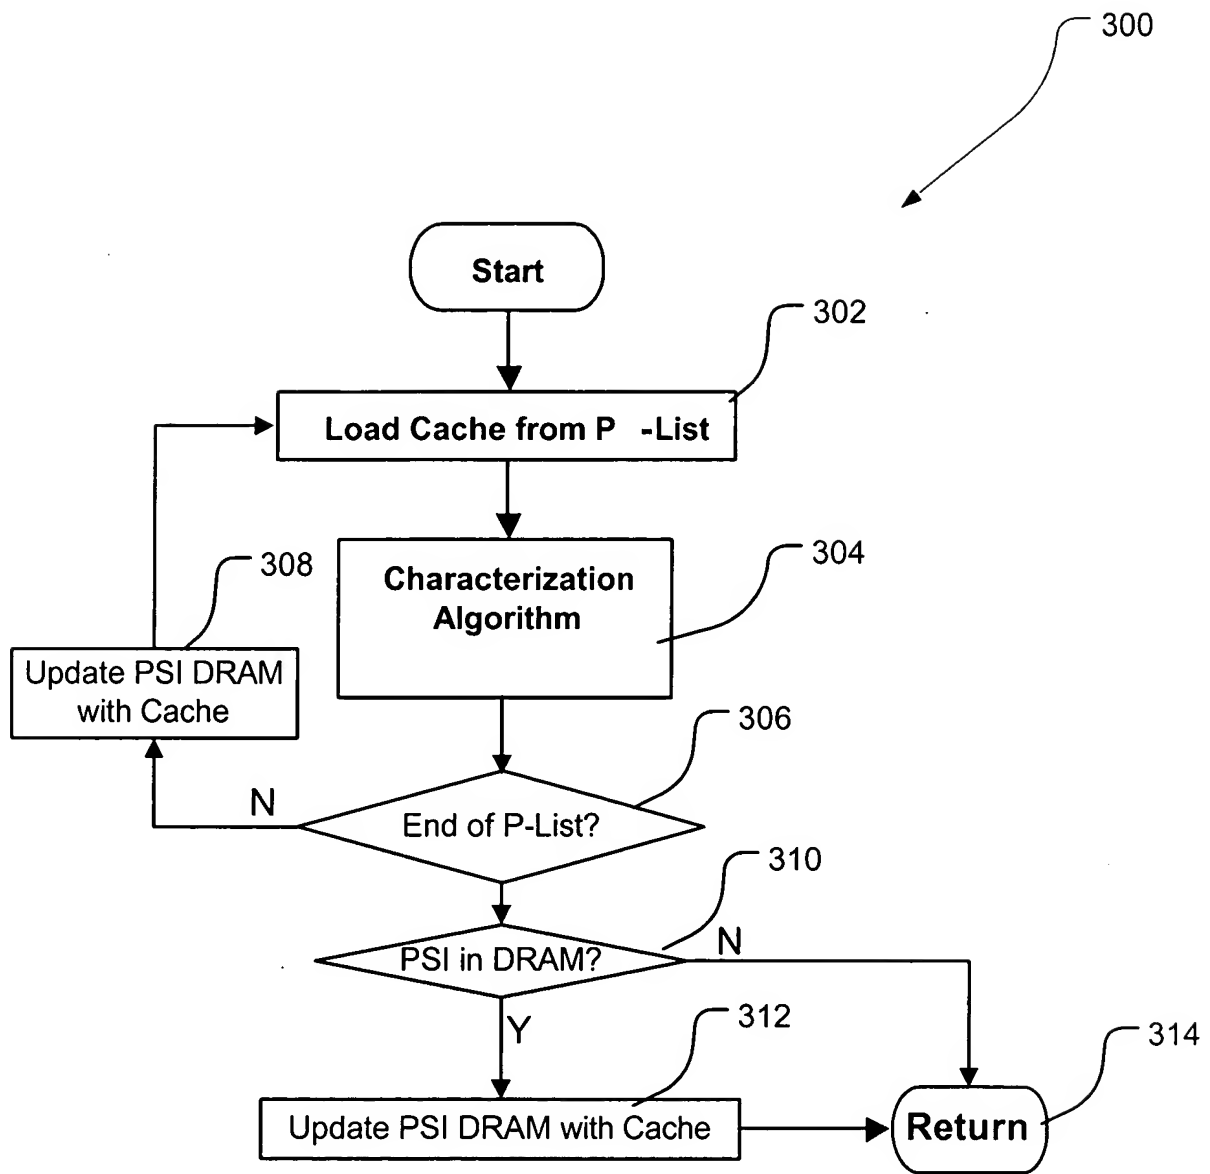 300
Start
302
Load Cache from P -List
304
Characterization
Algorithm
308
Update PSI DRAM
with Cache
306
N
End of P-List?
310
PSI in DRAM?
N
312
Y
314
Update PSI DRAM with Cache
Return